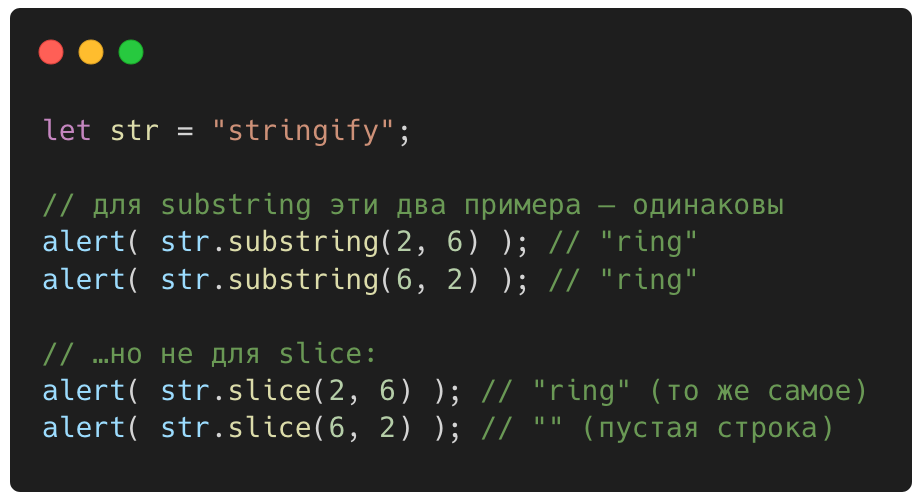 let str = "stringify";
// для substring эти два примера — одинаковы
alert( str.substring(2, 6) ); // "ring"
alert( str.substring(6, 2) ); // "ring"
// …но не для slice:
alert( str.slice(2, 6) ); // "ring" (то же самое)
alert( str.slice(6, 2) ); // "" (пустая строка)